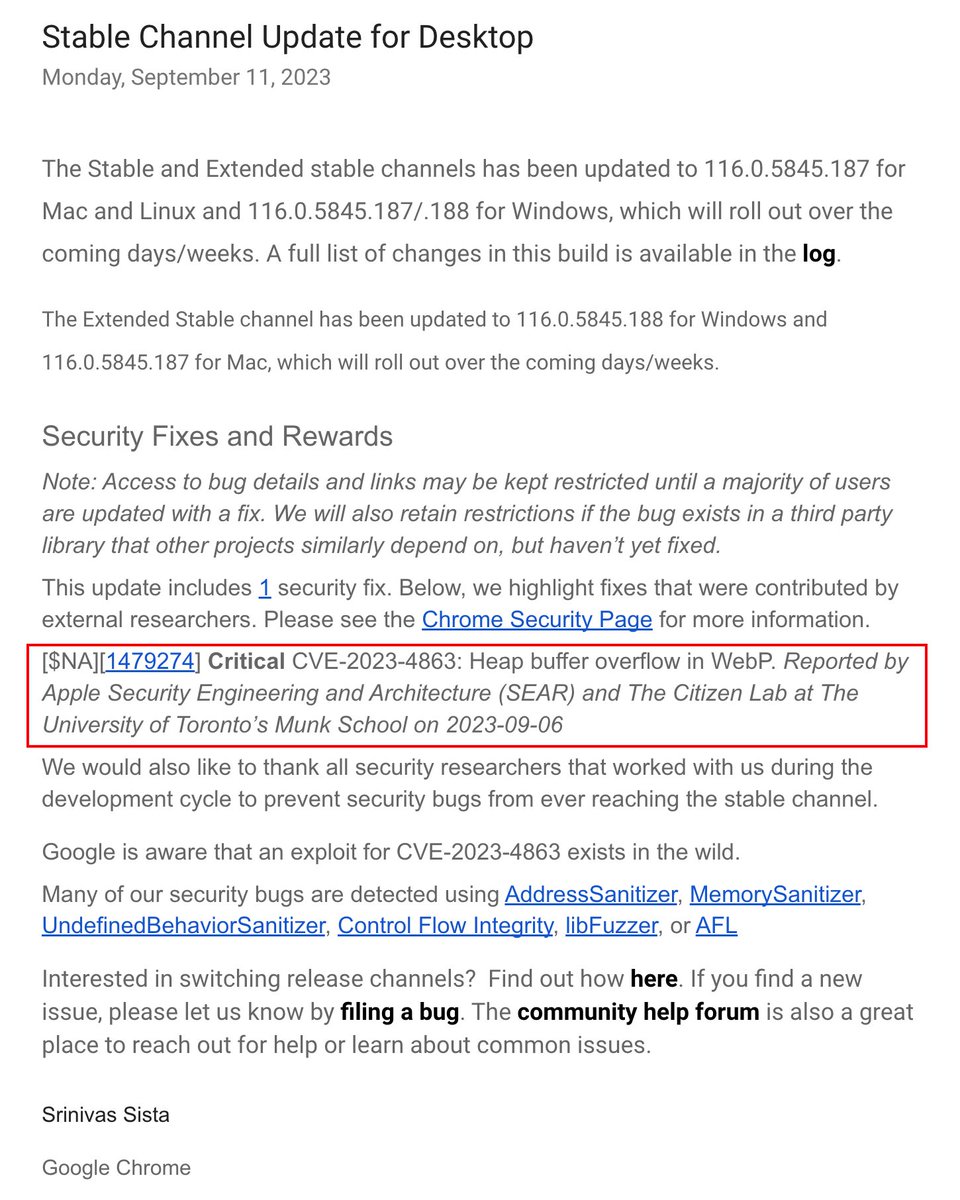 Stable Channel Update for Desktop
Monday, September 11, 2023
The Stable and Extended stable channels has been updated to 116.0.5845.187 for
Mac and Linux and 116.0.5845.187/.188 for Windows, which will roll out over the
coming days/weeks. A full list of changes in this build is available in the log.
The Extended Stable channel has been updated to 116.0.5845.188 for Windows and
116.0.5845.187 for Mac, which will roll out over the coming days/weeks.
Security Fixes and Rewards
Note: Access to bug details and links may be kept restricted until a majority of users
are updated with a fix. We will also retain restrictions if the bug exists in a third party
library that other projects similarly depend on, but haven’t yet fixed.
This update includes 1 security fix. Below, we highlight fixes that were contributed by
external researchers. Please see the Chrome Security Page for more information.
[$NA][1479274] Critical CVE-2023-4863: Heap buffer overflow in WebP. Reported by
Apple Security Engineering and Architecture (SEAR) and The Citizen Lab at The
University of Toronto’s Munk School on 2023-09-06
We would also like to thank all security researchers that worked with us during the
development cycle to prevent security bugs from ever reaching the stable channel.
Google is aware that an exploit for CVE-2023-4863 exists in the wild.
Many of our security bugs are detected using AddressSanitizer, MemorySanitizer,
UndefinedBehaviorSanitizer, Control Flow Integrity, libFuzzer, or AFL
Interested in switching release channels?  Find out how here. If you find a new
issue, please let us know by filing a bug. The community help forum is also a great
place to reach out for help or learn about common issues.
Srinivas Sista
Google Chrome